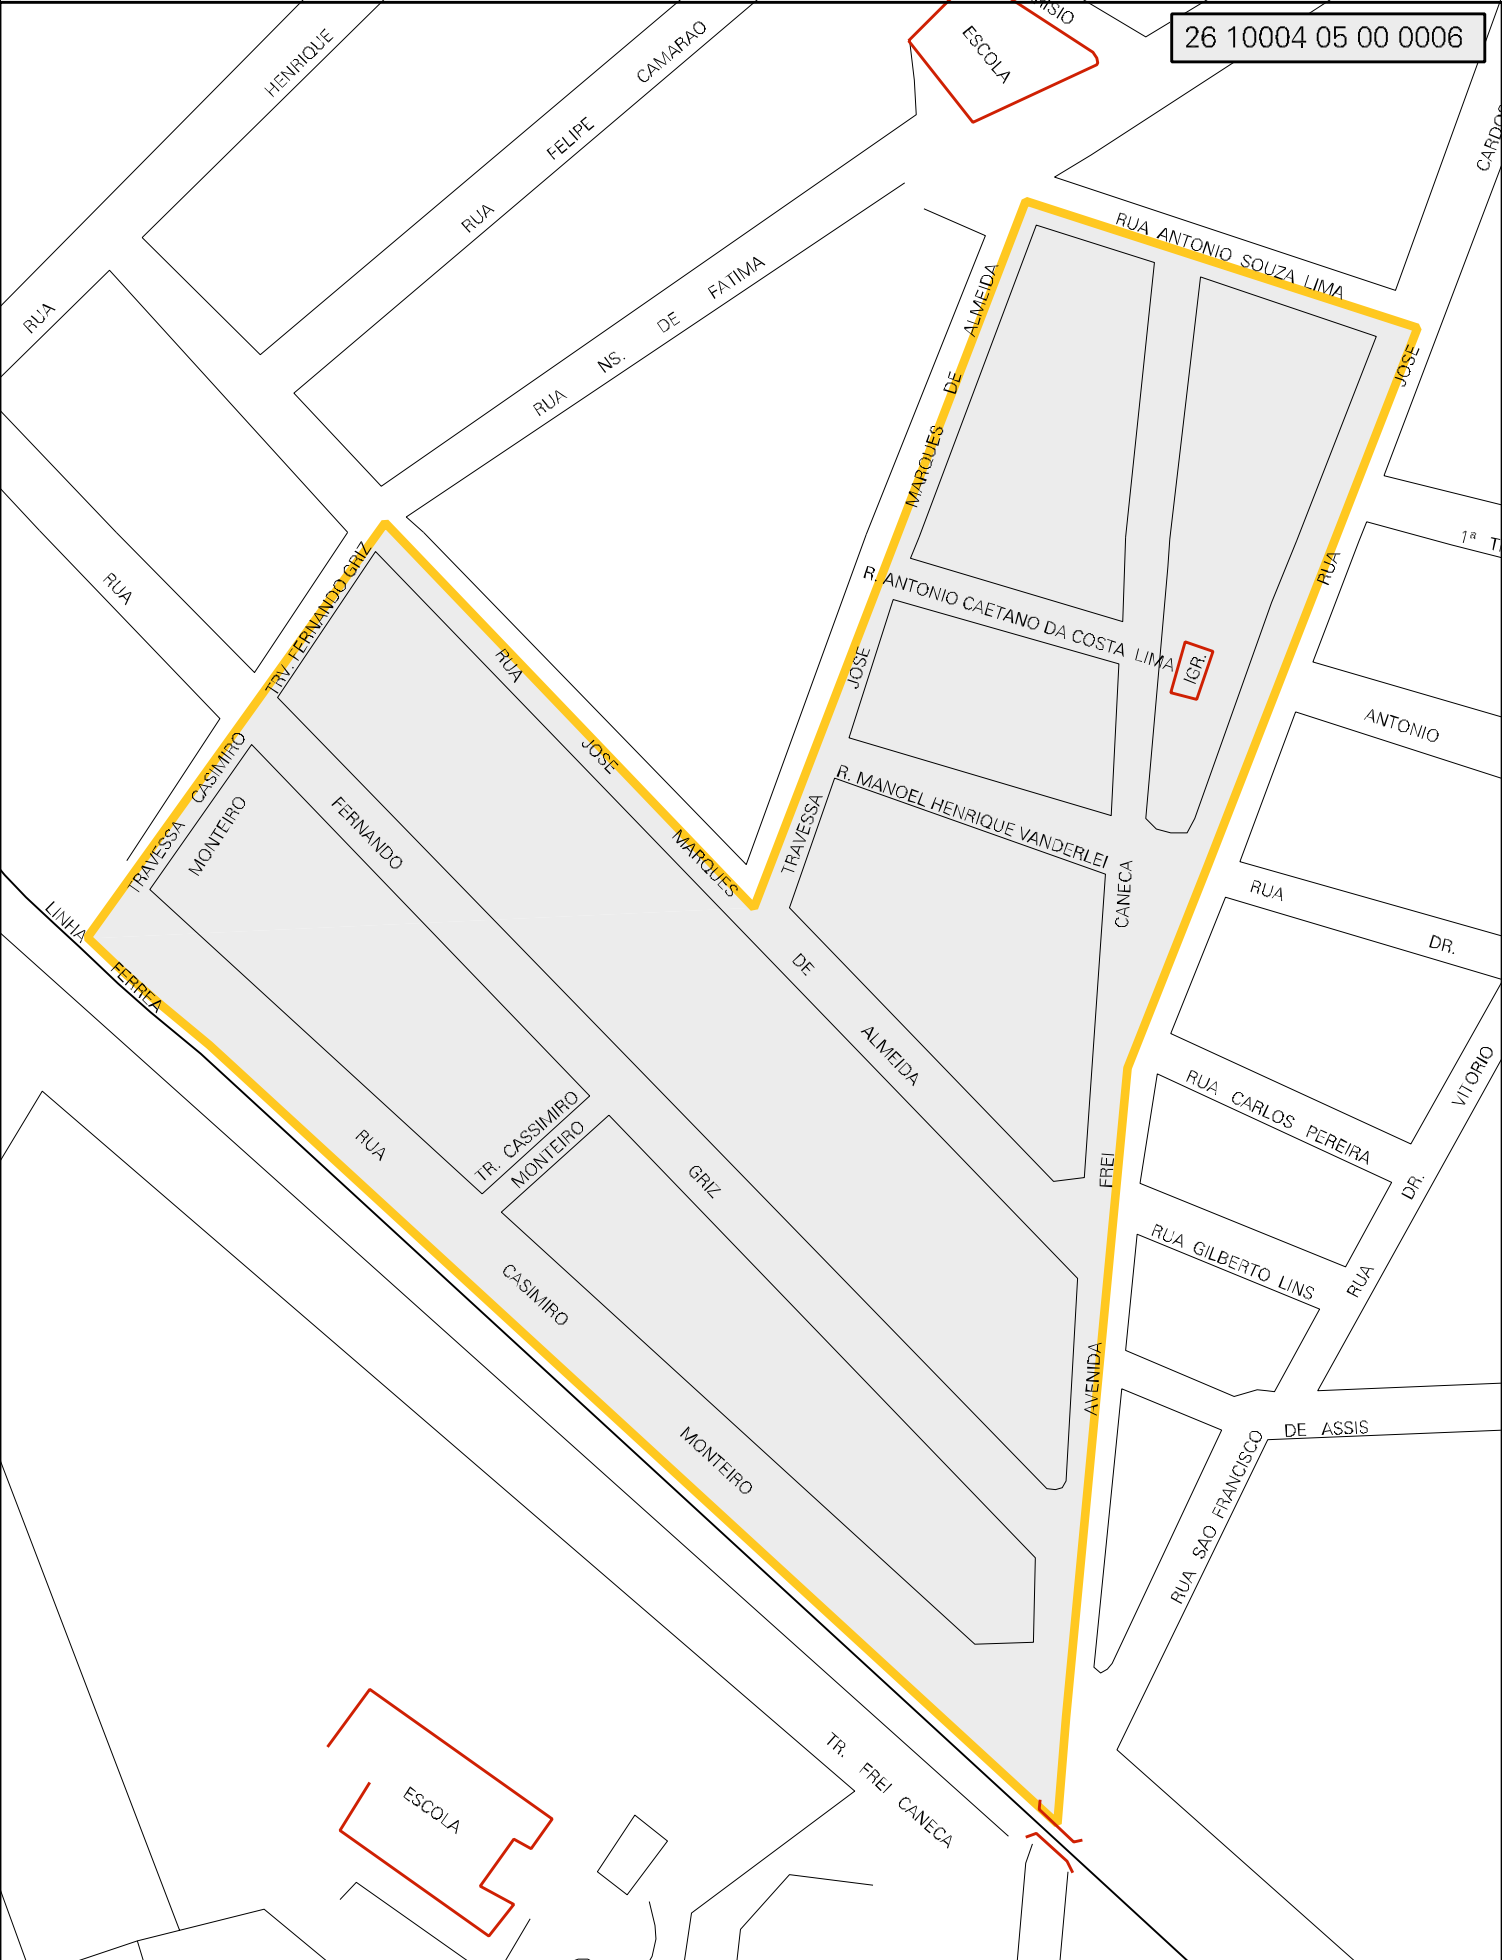 26 10004 05 00 0006
ESCOLA
HENRIQUE
RUA
RUA FELIPE CAMARAO
RUA NS. DE FATIMA
RUA ANTONIO SOUZA LIMA
TRAVESSA JOSE MARQUES DE ALMEIDA
RUA JOSE
1ª
R. ANTONIO CAETANO DA COSTA LIMA
IGR.
ANTONIO
RUA
TRV. FERNANDO GRIZ
RUA JOSE MARQUES DE ALMEIDA
TRAVESSA CASIMIRO
MONTEIRO
FERNANDO GRIZ
R. MANOEL HENRIQUE VANDERLEI
AVENIDA FREI CANECA
RUA DR.
LINHA FERREA
RUA CASIMIRO MONTEIRO
TR. CASSIMIRO
MONTEIRO
RUA CARLOS PEREIRA
RUA DR. VITORIO
RUA GILBERTO LINS
RUA SAO FRANCISCO DE ASSIS
TR. FREI CANECA
ESCOLA